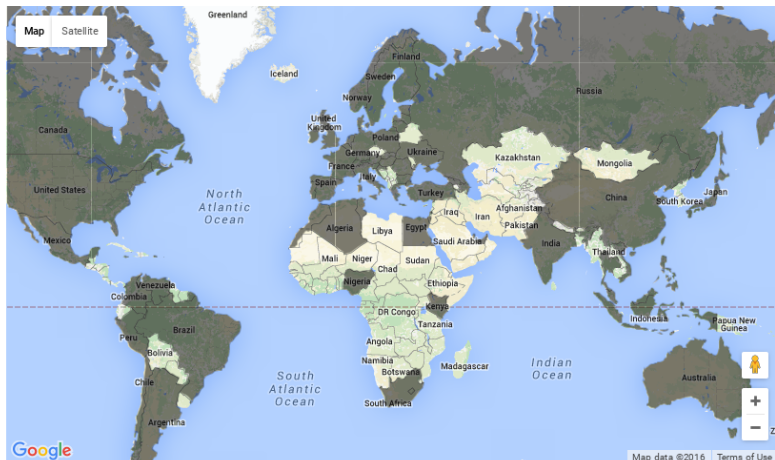 Greenland
Map Satellite
Iceland
Finland
Sweden
Norway
Russia
United
Kingdom
Canada
Poland
Germany
Ukraine
France
Kazakhstan
Mongolia
Italy
Spain
Turkey
United States
North
Atlantic
Ocean
China
Japan
South Korea
Afghanistan
Iraq
Iran
Pakistan
Algeria
Libya
Egypt
Saudi Arabia
India
Mexico
Mali
Niger
Chad
Sudan
Thailand
Venezuela
Colombia
Nigeria
Ethiopia
Kenya
DR Congo
Indonesia
Papua New
Guinea
Tanzania
Brazil
Peru
Bolivia
Angola
Namibia
Botswana
Madagascar
Indian
Ocean
South
Atlantic
Ocean
Chile
Australia
South Africa
Argentina
+
−
Google
Map data ©2016 Terms of Use